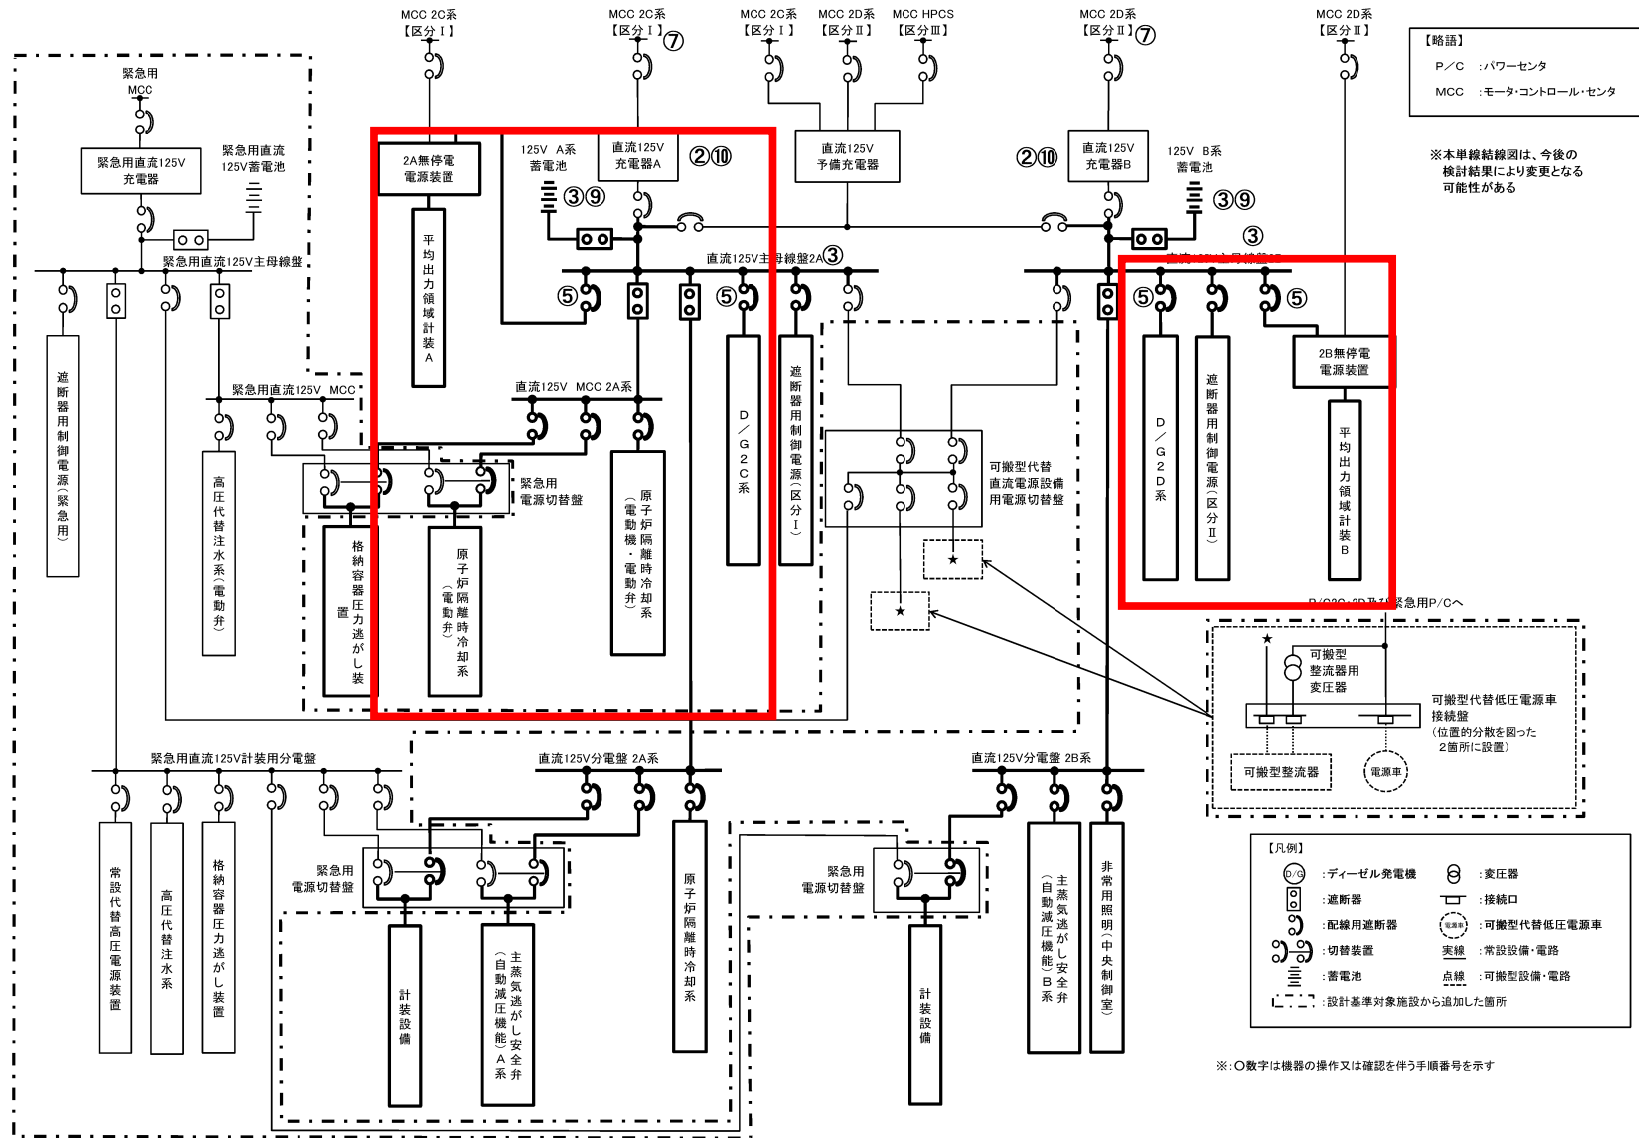 MCC 2C系
【区分Ⅰ】
MCC 2C系
【区分Ⅰ】
⑦
MCC 2C系
【区分Ⅰ】
MCC 2D系
【区分Ⅱ】
MCC HPCS
【区分Ⅲ】
MCC 2D系
【区分Ⅱ】
⑦
MCC 2D系
【区分Ⅱ】
【略語】
P/C :パワーセンタ
MCC :モータ・コントロール・センタ
※本単線結線図は、今後の
検討結果により変更となる
可能性がある
緊急用
MCC
緊急用直流125V
充電器
緊急用直流
125V蓄電池
2A無停電
電源装置
125V A系
蓄電池
③⑨
直流125V
充電器A
②⑩
直流125V
予備充電器
②⑩
直流125V
充電器B
125V B系
蓄電池
③⑨
平均出力領域計装A
緊急用直流125V主母線盤
直流125V主母線盤2A
③
③
⑤
⑤
⑤
⑤
遮断器用制御電源(緊急用)
緊急用直流125V MCC
直流125V MCC 2A系
D/G2C系
遮断器用制御電源(区分Ⅰ)
D/G2D系
遮断器用制御電源(区分Ⅱ)
2B無停電
電源装置
平均出力領域計装B
高圧代替注水系(電動弁)
緊急用
電源切替盤
格納容器圧力逃がし装
置
原子炉隔離時冷却系
(電動弁)
原子炉隔離時冷却系
(電動機・電動弁)
可搬型代替
直流電源設備
用電源切替盤
★
★
P/C2C・2D及び緊急用P/Cへ
★
可搬型
整流器用
変圧器
可搬型代替低圧電源車
接続盤
(位置的分散を図った
2箇所に設置)
可搬型整流器
電源車
緊急用直流125V計装用分電盤
直流125V分電盤 2A系
直流125V分電盤 2B系
常設代替高圧電源装置
高圧代替注水系
格納容器圧力逃がし装置
緊急用
電源切替盤
計装設備
主蒸気逃がし安全弁
(自動減圧機能)A系
原子炉隔離時冷却系
緊急用
電源切替盤
計装設備
主蒸気逃がし安全弁
(自動減圧機能)B系
非常用照明(中央制御室)
【凡例】
D/G :ディーゼル発電機
:変圧器
:遮断器
:接続口
:配線用遮断器
電源車 :可搬型代替低圧電源車
:切替装置
実線 :常設設備・電路
:蓄電池
点線 :可搬型設備・電路
:設計基準対象施設から追加した箇所
※:○数字は機器の操作又は確認を伴う手順番号を示す